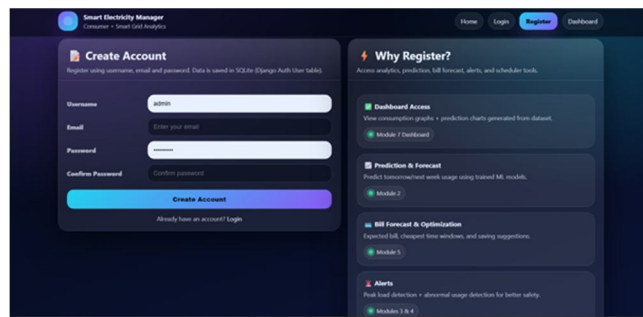 Smart Electricity Manager
Consumer + Smart Grid Analytics
Home
Login
Register
Dashboard
Create Account
Register using username, email and password. Data is saved in SQLite (Django Auth User table).
Username
admin
Email
Enter your email
Password
Confirm Password
Confirm password
Create Account
Already have an account? Login
Why Register?
Access analytics, prediction, bill forecast, alerts, and scheduler tools.
Dashboard Access
View consumption graphs + prediction charts generated from dataset.
Module 7 Dashboard
Prediction & Forecast
Predict tomorrow/next week usage using trained ML models.
Module 2
Bill Forecast & Optimization
Expected bill, cheapest time windows, and saving suggestions.
Module 5
Alerts
Peak load detection + abnormal usage detection for better safety.
Modules 3 & 4